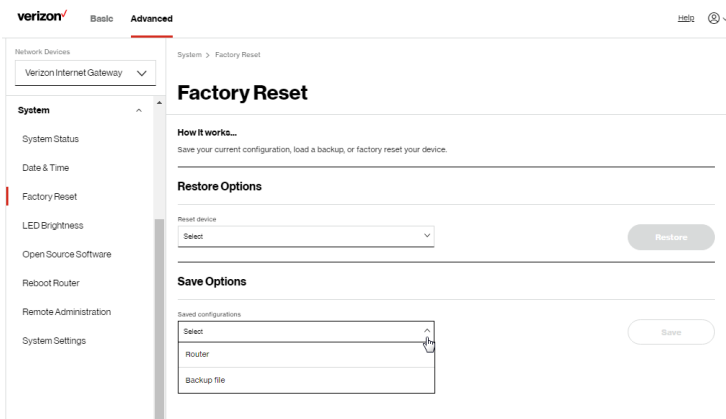 verizon
Basic
Advanced
Help
Network Devices
Verizon Internet Gateway
System
System Status
Date & Time
Factory Reset
LED Brightness
Open Source Software
Reboot Router
Remote Administration
System Settings
System > Factory Reset
Factory Reset
How it works...
Save your current configuration, load a backup, or factory reset your device.
Restore Options
Reset device
Select
Restore
Save Options
Saved configurations
Select
Save
Router
Backup file